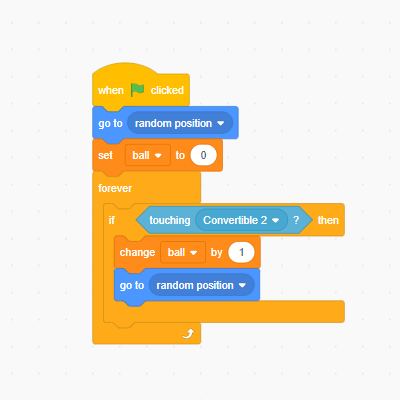 when clicked
go to random position
set ball to 0
forever
if touching Convertible 2 ? then
change ball by 1
go to random position